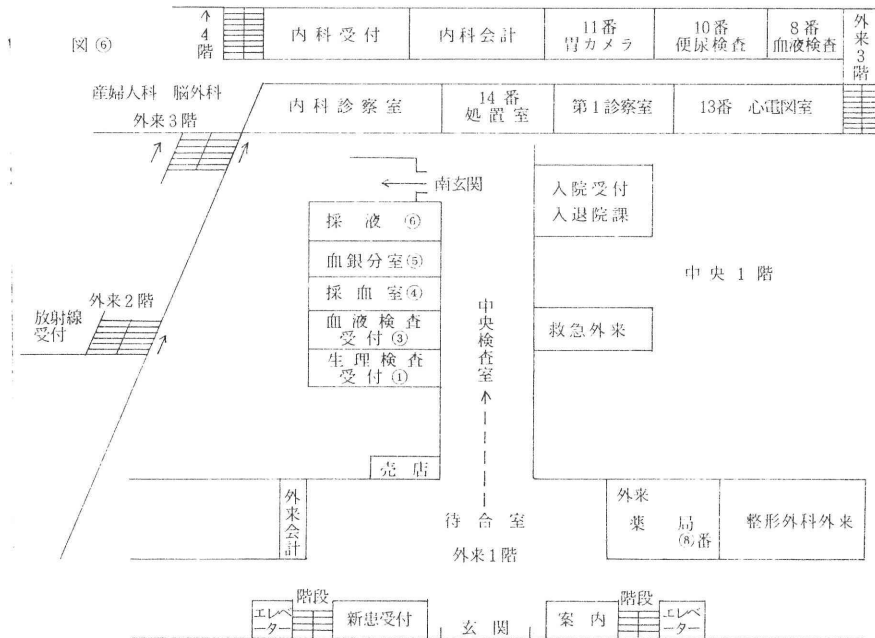 図⑥
4階
内科受付
内科会計
11番
胃カメラ
10番
便尿検査
8番
血液検査
外来3階
産婦人科 脳外科
外来3階
内科診察室
14番
処置室
第1診察室
13番 心電図室
南玄関
採液 ⑥
血銀分室⑤
採血室④
血液検査
受付③
生理検査
受付①
入院受付
入退院課
中央1階
中央検査室
救急外来
外来2階
放射線
受付
売店
外来会計
待合室
外来1階
外来
薬局
(8)番
整形外科外来
エレベ
ーター
階段
新患受付
玄関
案内
階段
エレベ
ーター